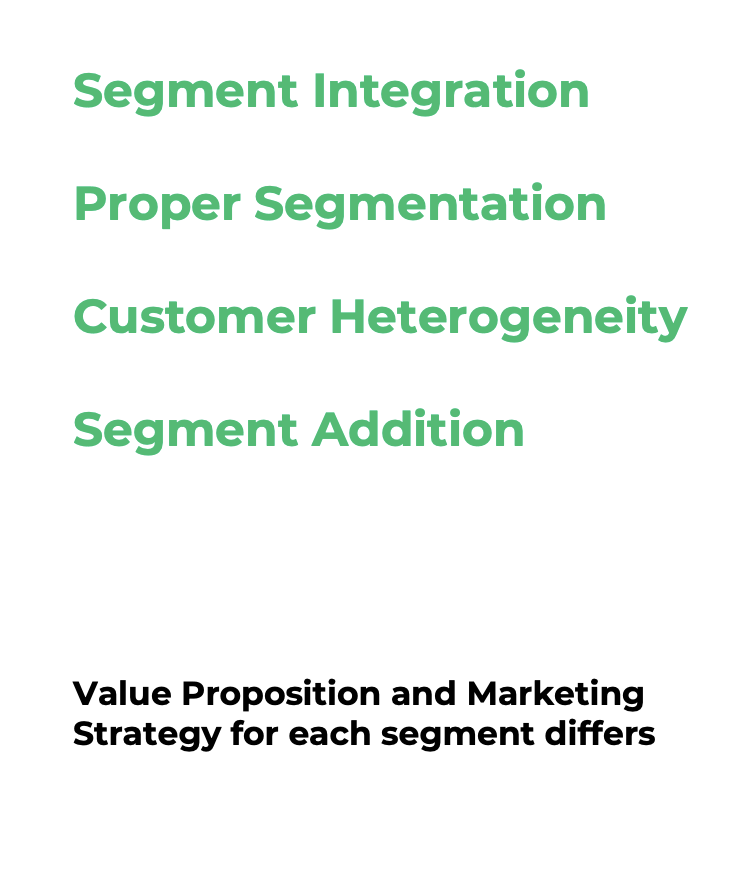 Segment Integration
Proper Segmentation
Customer Heterogeneity
Segment Addition
Value Proposition and Marketing
Strategy for each segment differs